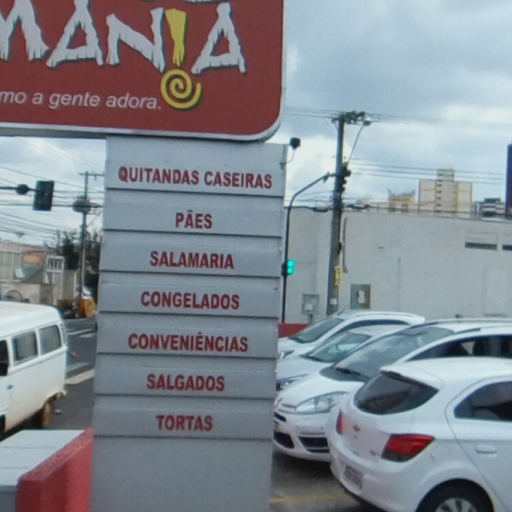 MANiA
mo a gente adora.
QUITANDAS CASEIRAS
PÃES
SALAMARIA
CONGELADOS
CONVENIÊNCIAS
SALGADOS
TORTAS